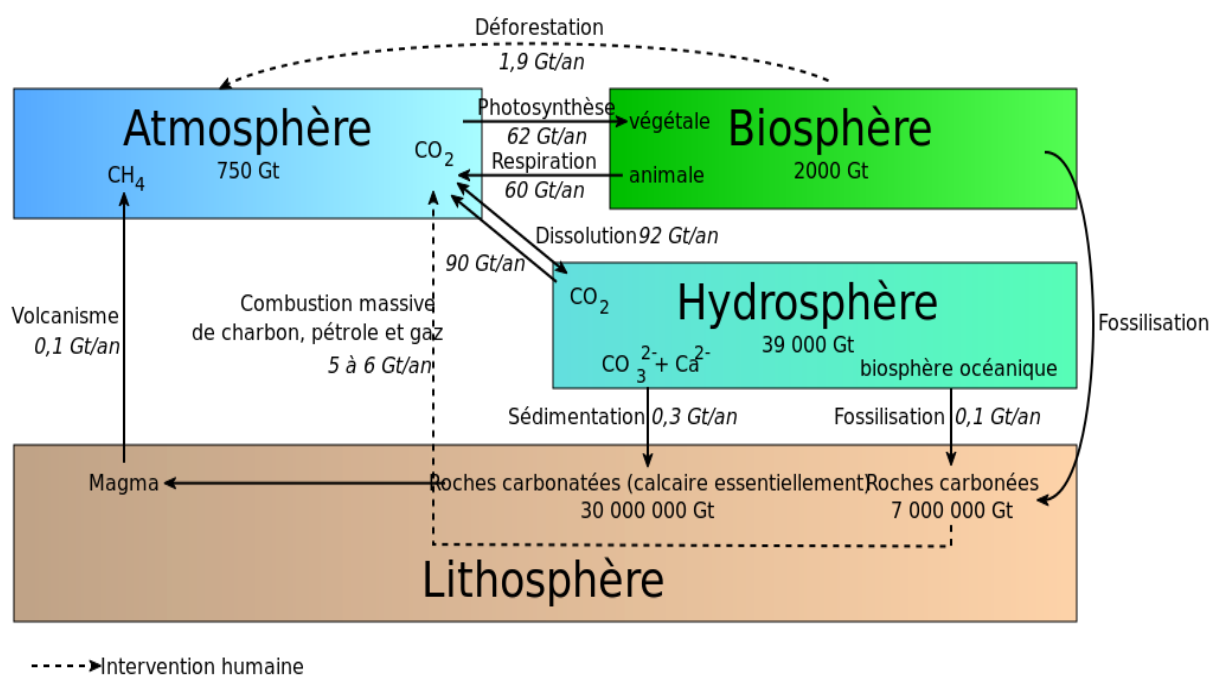 Déforestation
1,9 Gt/an
Atmosphère
750 Gt
CH4
CO2
Photosynthèse
62 Gt/an
Respiration
60 Gt/an
végétale
animale
Biosphère
2000 Gt
Dissolution 92 Gt/an
90 Gt/an
CO2
Hydrosphère
39 000 Gt
CO3 2- + Ca 2-
biosphère océanique
Volcanisme
0,1 Gt/an
Combustion massive
de charbon, pétrole et gaz
5 à 6 Gt/an
Fossilisation
Sédimentation 0,3 Gt/an
Fossilisation 0,1 Gt/an
Magma
Roches carbonatées (calcaire essentiellement)
30 000 000 Gt
Roches carbonées
7 000 000 Gt
Lithosphère
Intervention humaine